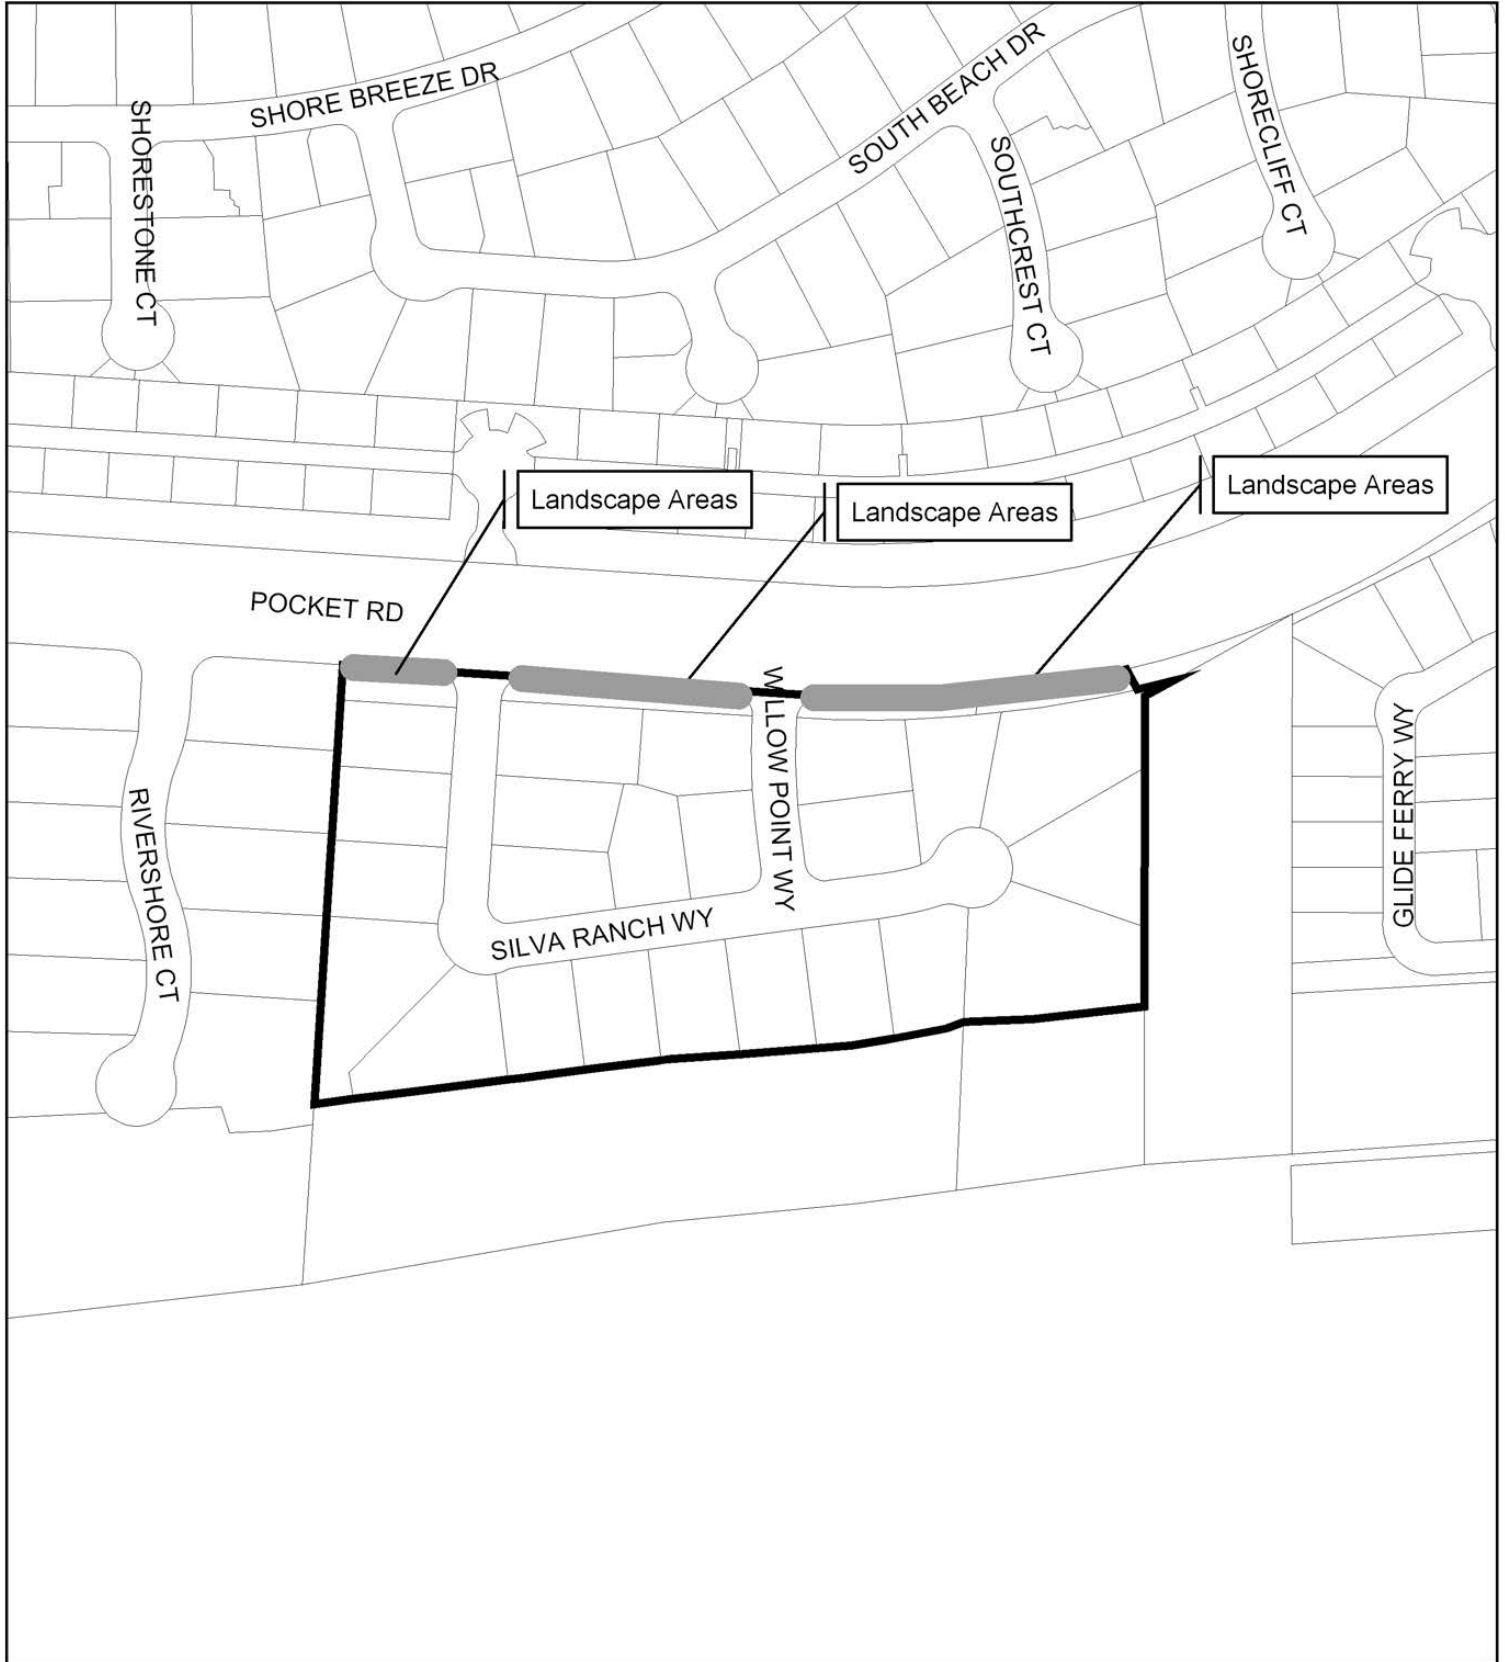 SHORE BREEZE DR
SOUTH BEACH DR
SHORECLIFF CT
SHORESTONE CT
SOUTHCREST CT
Landscape Areas
Landscape Areas
Landscape Areas
POCKET RD
WILLOW POINT WY
RIVERSHORE CT
GLIDE FERRY WY
SILVA RANCH WY